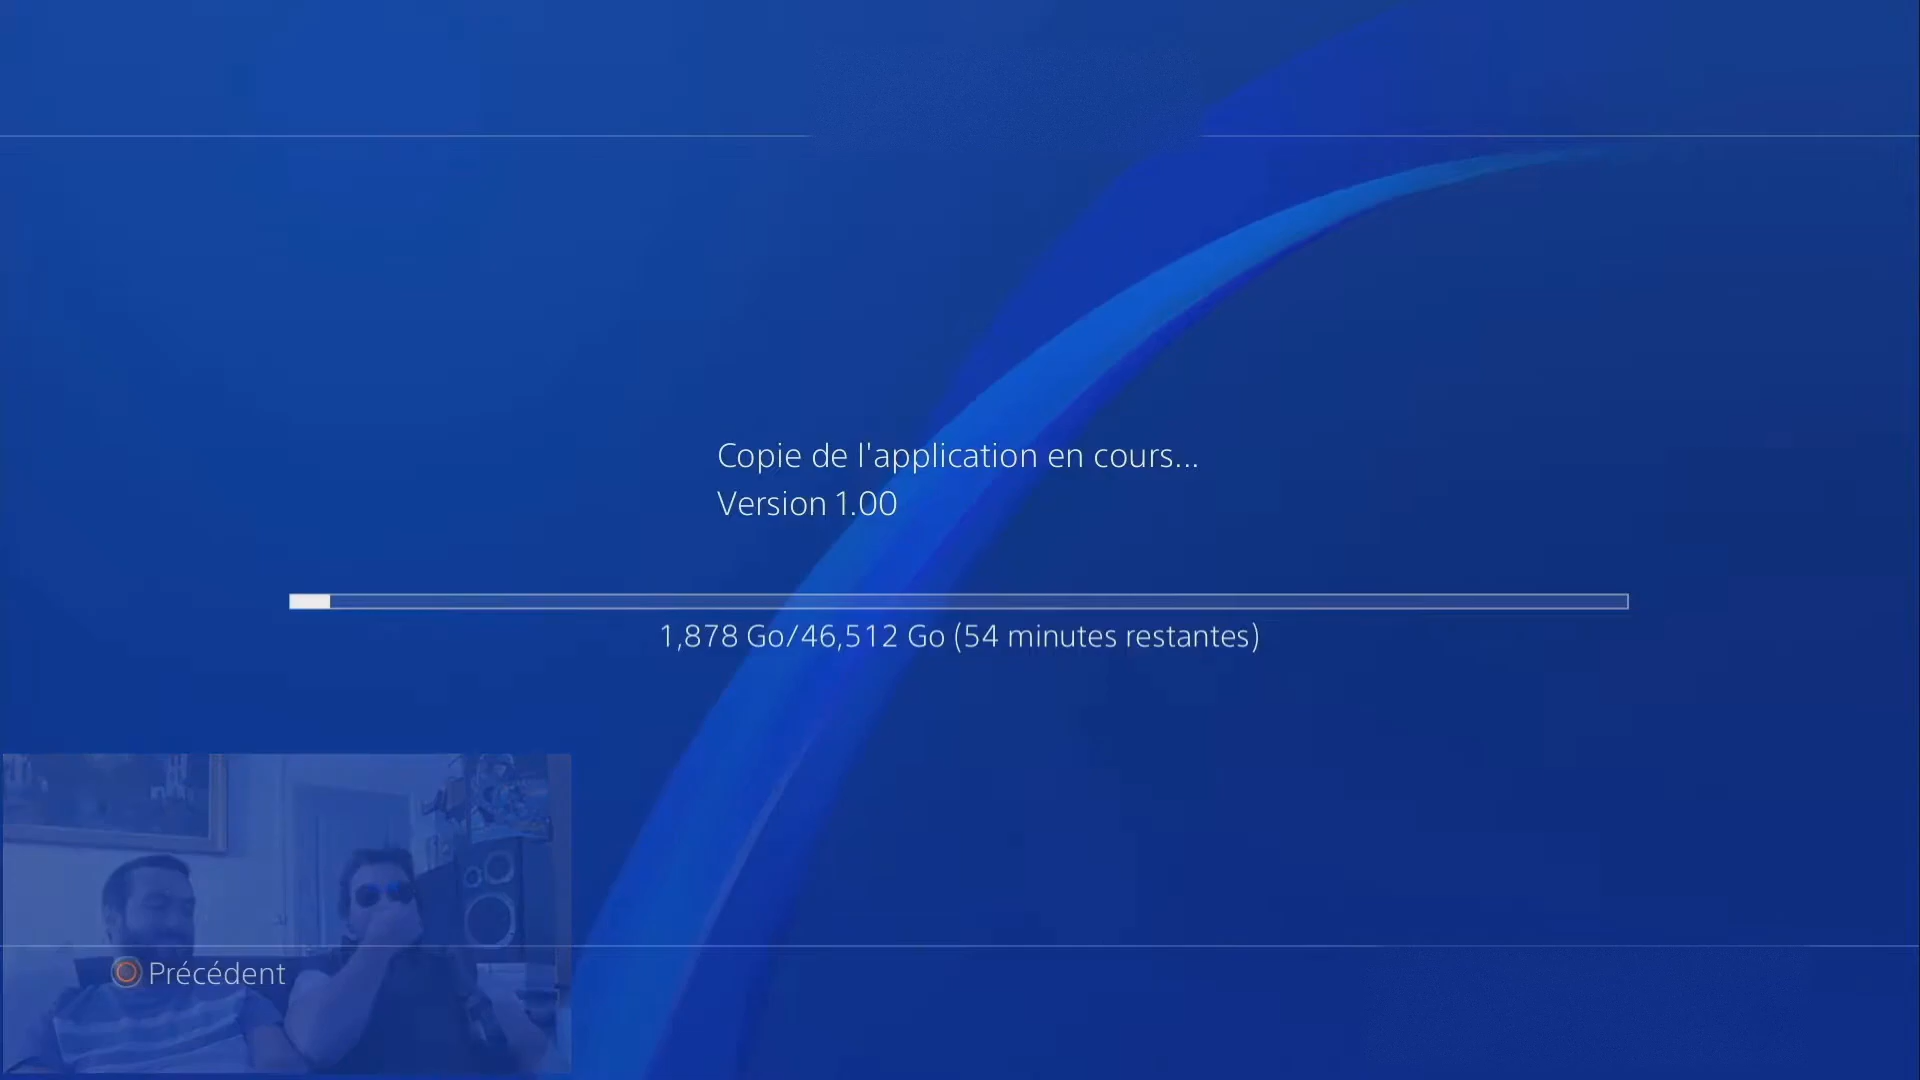 Copie de l'application en cours...
Version 1.00
1,878 Go/46,512 Go (54 minutes restantes)
Précédent